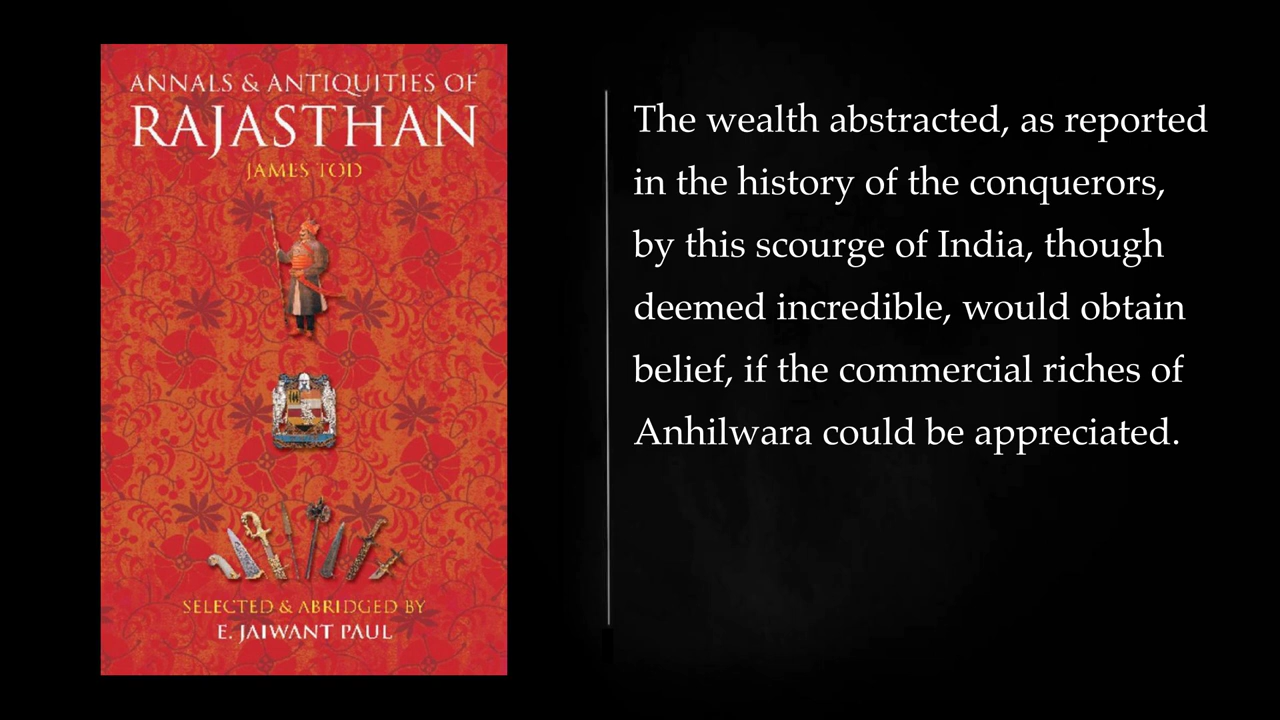 ANNALS & ANTIQUITIES OF
RAJASTHAN
JAMES TOD
SELECTED & ABRIDGED BY
E. JAIWANT PAUL
The wealth abstracted, as reported
in the history of the conquerors,
by this scourge of India, though
deemed incredible, would obtain
belief, if the commercial riches of
Anhilwara could be appreciated.